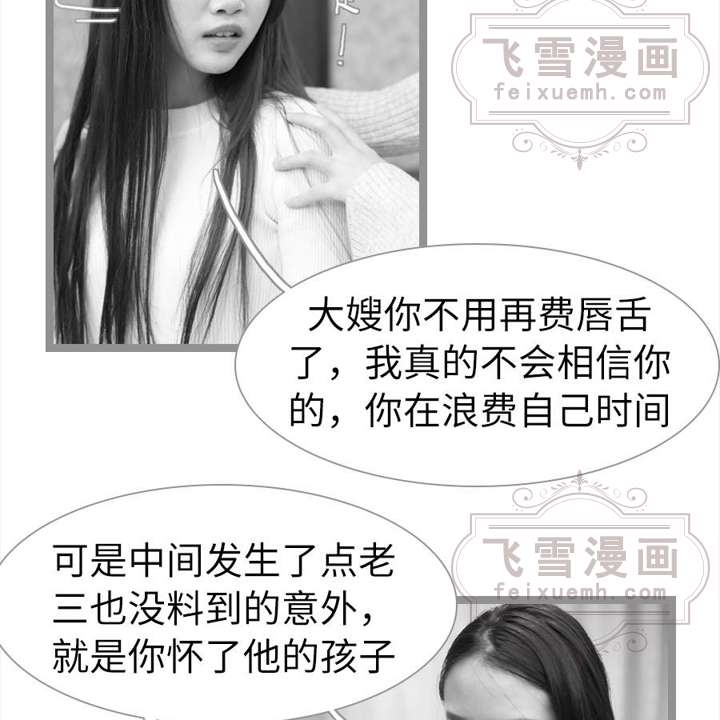 飞雪漫画
feixuemh.com
大嫂你不用再费唇舌
了，我真的不会相信你
的，你在浪费自己时间
飞雪漫画
feixuemh.com
可是中间发生了点老
三也没料到的意外，
就是你怀了他的孩子